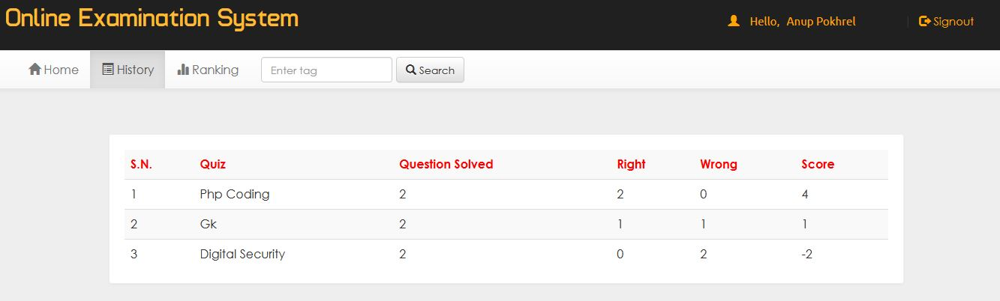 Online Examination System
Hello, Anup Pokhrel | Signout
Home History Ranking Enter tag Search
S.N. Quiz Question Solved Right Wrong Score
1 Php Coding 2 2 0 4
2 Gk 2 1 1 1
3 Digital Security 2 0 2 -2